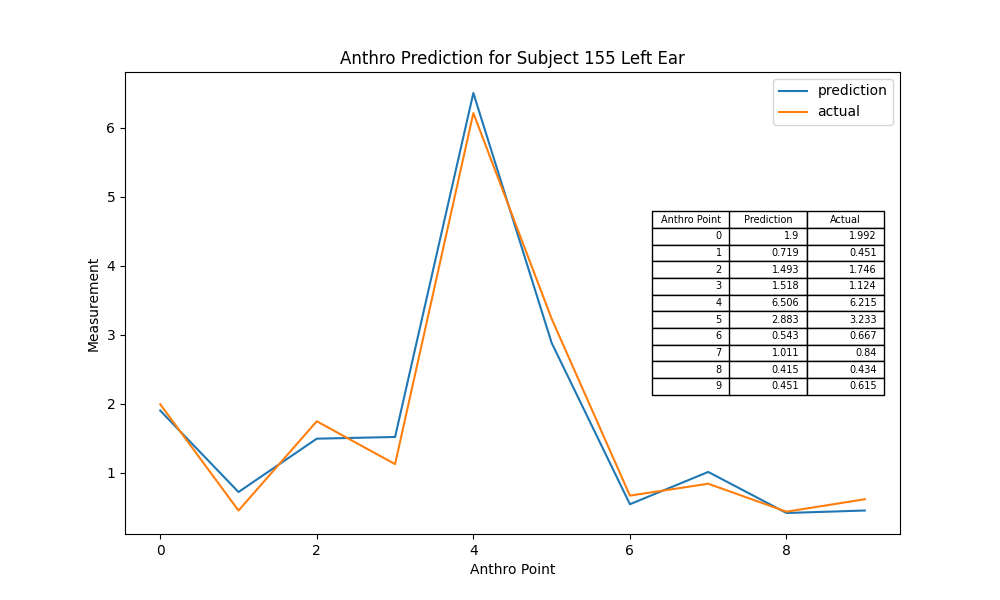 Anthro Prediction for Subject 155 Left Ear
prediction
actual
Measurement
6
5
4
3
2
1
Anthro Point Prediction Actual
0 1.9 1.992
1 0.719 0.451
2 1.493 1.746
3 1.518 1.124
4 6.506 6.215
5 2.883 3.233
6 0.543 0.667
7 1.011 0.84
8 0.415 0.434
9 0.451 0.615
0 2 4 6 8
Anthro Point